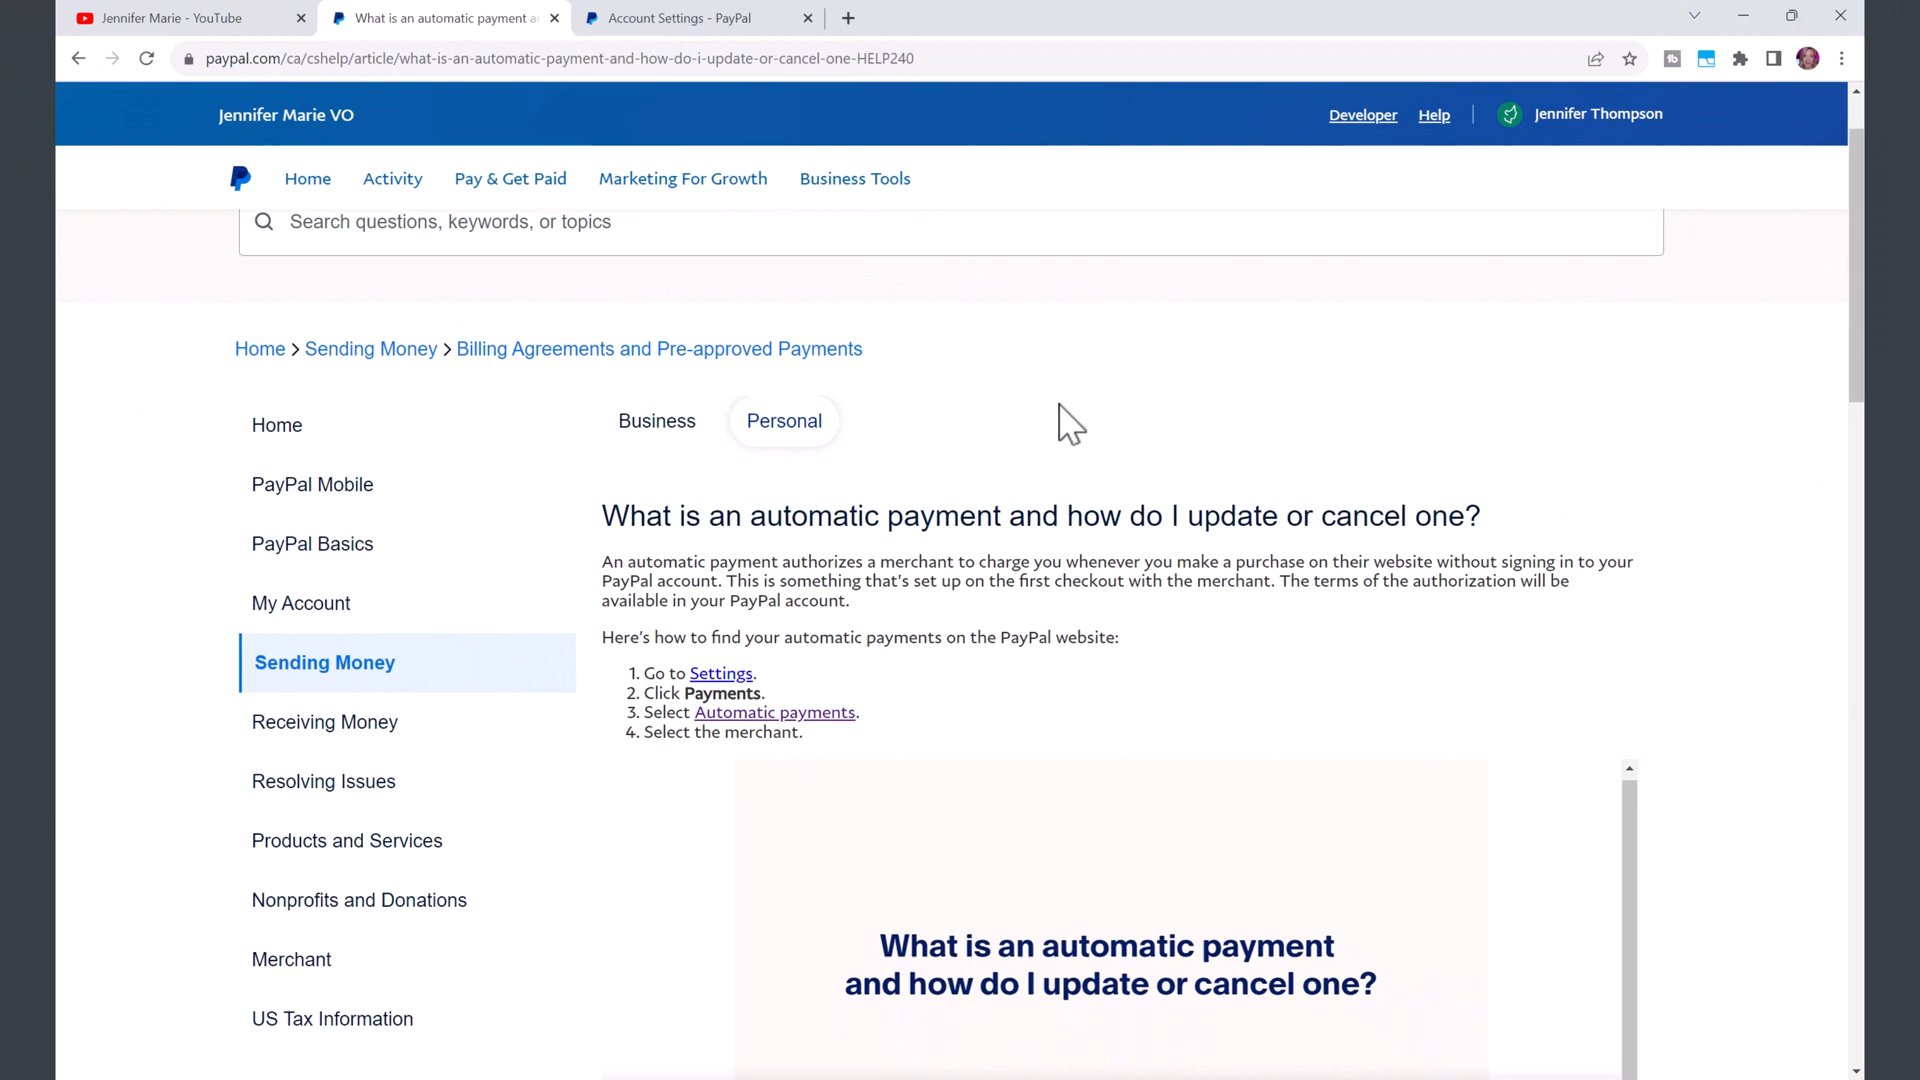 Jennifer Marie - YouTube
What is an automatic payment a
Account Settings - PayPal
paypal.com/ca/cshelp/article/what-is-an-automatic-payment-and-how-do-i-update-or-cancel-one-HELP240
Jennifer Marie VO
Developer
Help
Jennifer Thompson
Home
Activity
Pay & Get Paid
Marketing For Growth
Business Tools
Search questions, keywords, or topics
Home > Sending Money > Billing Agreements and Pre-approved Payments
Home
PayPal Mobile
PayPal Basics
My Account
Sending Money
Receiving Money
Resolving Issues
Products and Services
Nonprofits and Donations
Merchant
US Tax Information
Business
Personal
What is an automatic payment and how do I update or cancel one?
An automatic payment authorizes a merchant to charge you whenever you make a purchase on their website without signing in to your
PayPal account. This is something that's set up on the first checkout with the merchant. The terms of the authorization will be
available in your PayPal account.
Here's how to find your automatic payments on the PayPal website:
1. Go to Settings.
2. Click Payments.
3. Select Automatic payments.
4. Select the merchant.
What is an automatic payment
and how do I update or cancel one?